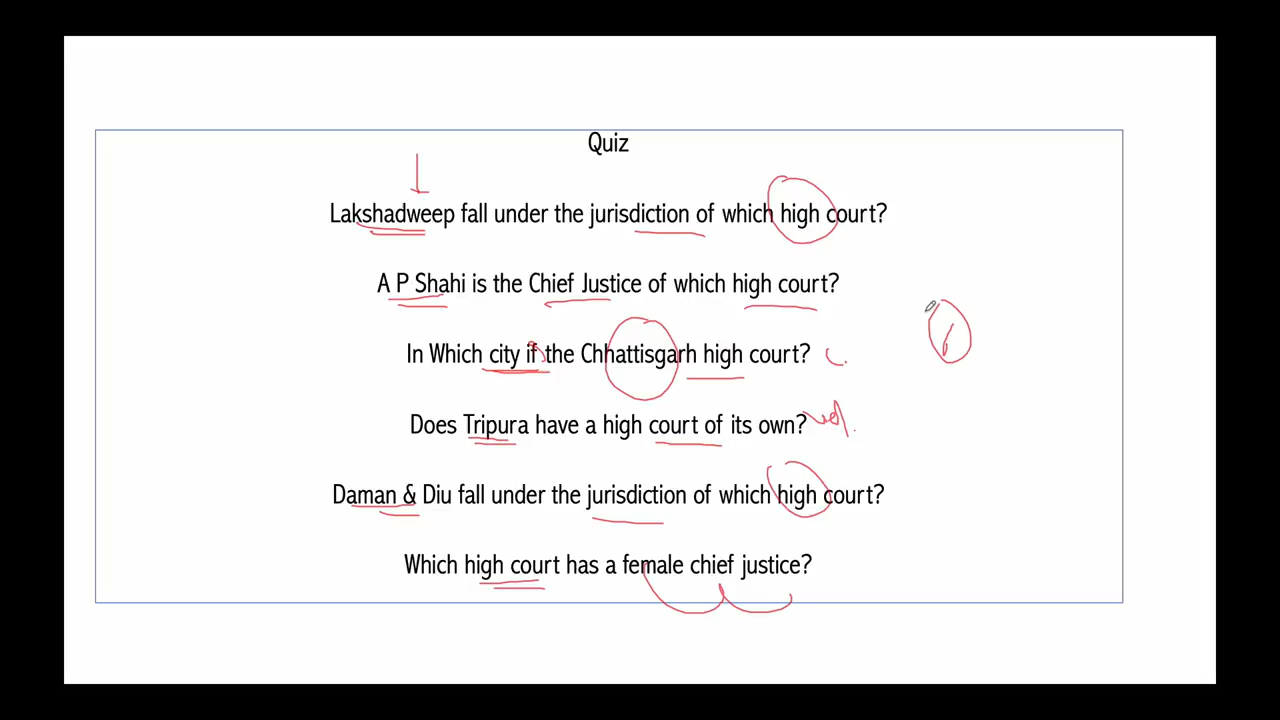 Quiz
Lakshadweep fall under the jurisdiction of which high court?
A P Shahi is the Chief Justice of which high court?
In Which city if the Chhattisgarh high court?
Does Tripura have a high court of its own?
Daman & Diu fall under the jurisdiction of which high court?
Which high court has a female chief justice?